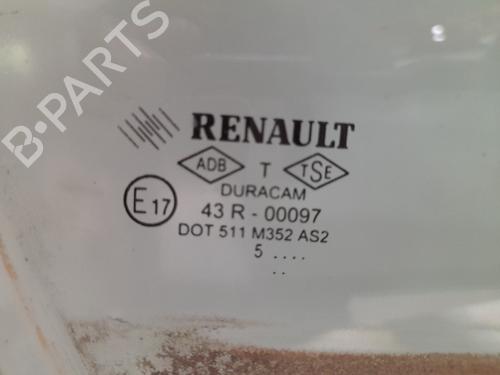 RENAULT
ADB T TSE
DURACAM
E17 43 R - 00097
DOT 511 M352 AS2
5 ....
..
B-PARTS